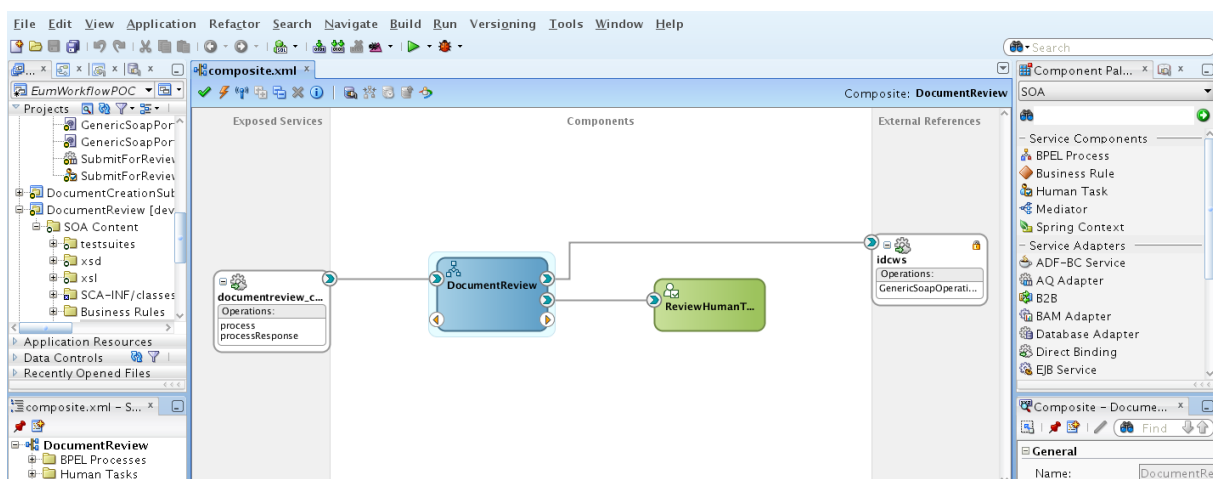 File Edit View Application Refactor Search Navigate Build Run Versioning Tools Window Help
Search
composite.xml
Component Pal...
EumWorkflowPOC
Composite: DocumentReview
SOA
Projects
GenericSoapPor
GenericSoapPor
SubmitForReview
SubmitForReview
DocumentCreationSub
DocumentReview [dev
SOA Content
testsuites
xsd
xsl
SCA-INF/classes
Business Rules
Application Resources
Data Controls
Recently Opened Files
composite.xml - S...
DocumentReview
BPEL Processes
Human Tasks
Exposed Services
Components
External References
documentreview_c...
Operations:
process
processResponse
DocumentReview
ReviewHumanT...
idcws
Operations:
GenericSoapOperati...
Service Components
BPEL Process
Business Rule
Human Task
Mediator
Spring Context
Service Adapters
ADF-BC Service
AQ Adapter
B2B
BAM Adapter
Database Adapter
Direct Binding
EJB Service
Composite - Docume...
Find
General
Name:
DocumentRe